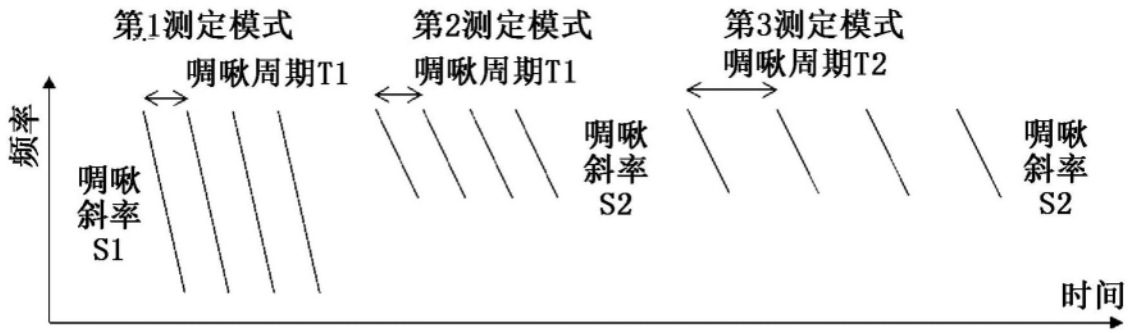 第1测定模式
啁啾周期T1
第2测定模式
啁啾周期T1
第3测定模式
啁啾周期T2
频率
啁啾
斜率
S1
啁啾
斜率
S2
啁啾
斜率
S2
时间